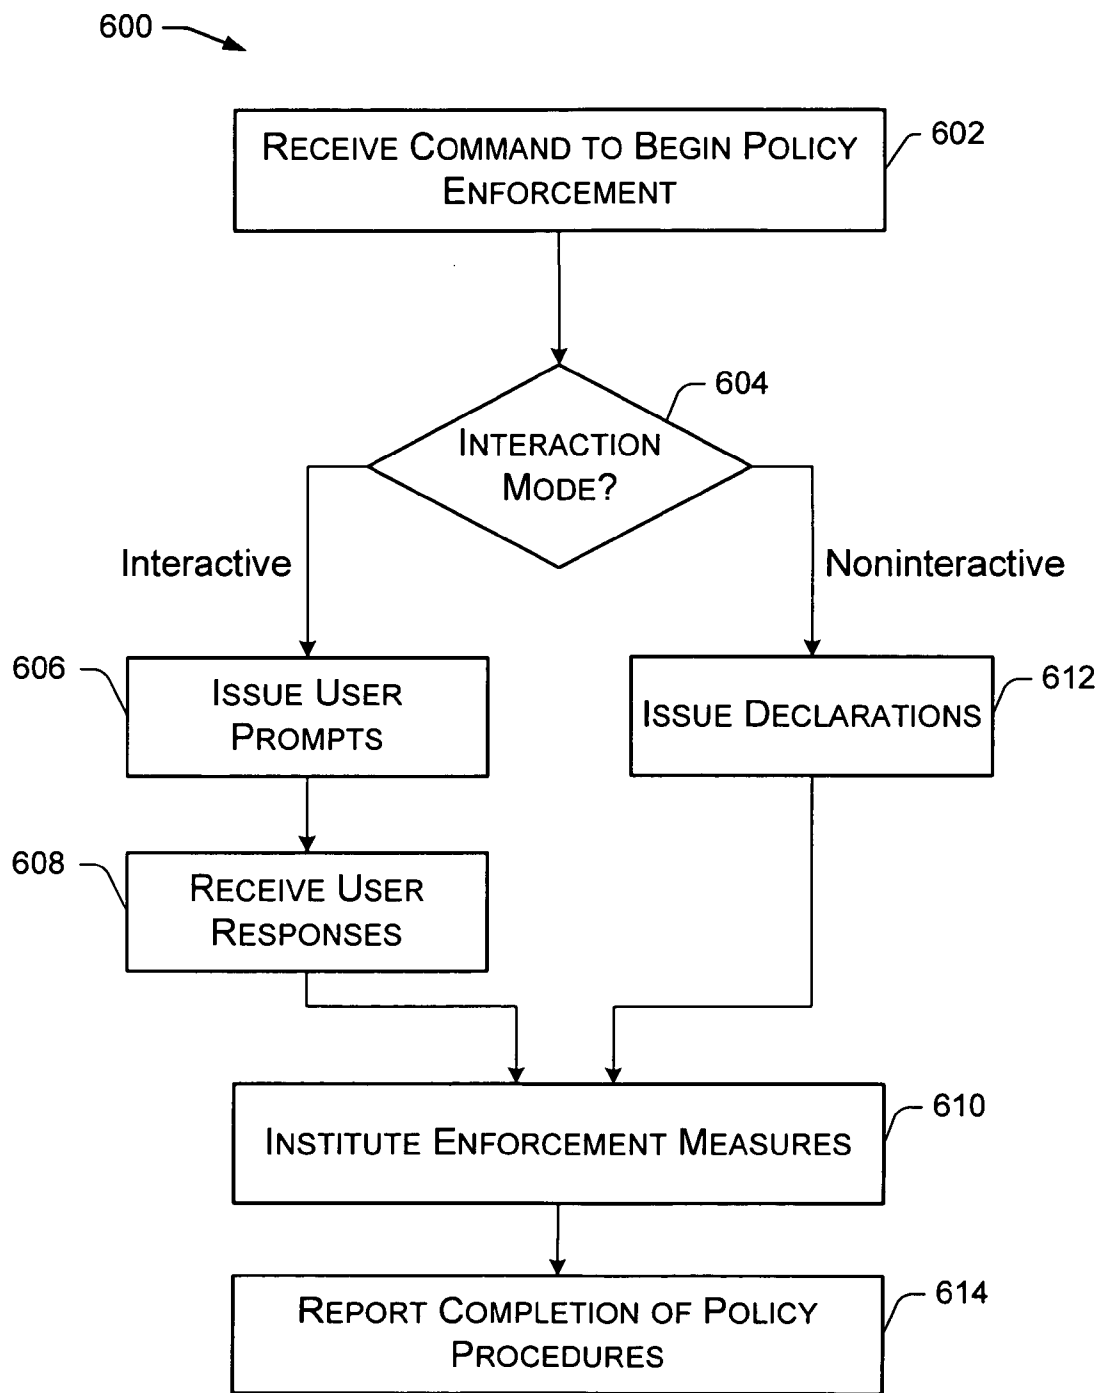 600
RECEIVE COMMAND TO BEGIN POLICY
ENFORCEMENT
602
604
INTERACTION
MODE?
Interactive
Noninteractive
606
ISSUE USER
PROMPTS
612
ISSUE DECLARATIONS
608
RECEIVE USER
RESPONSES
610
INSTITUTE ENFORCEMENT MEASURES
614
REPORT COMPLETION OF POLICY
PROCEDURES